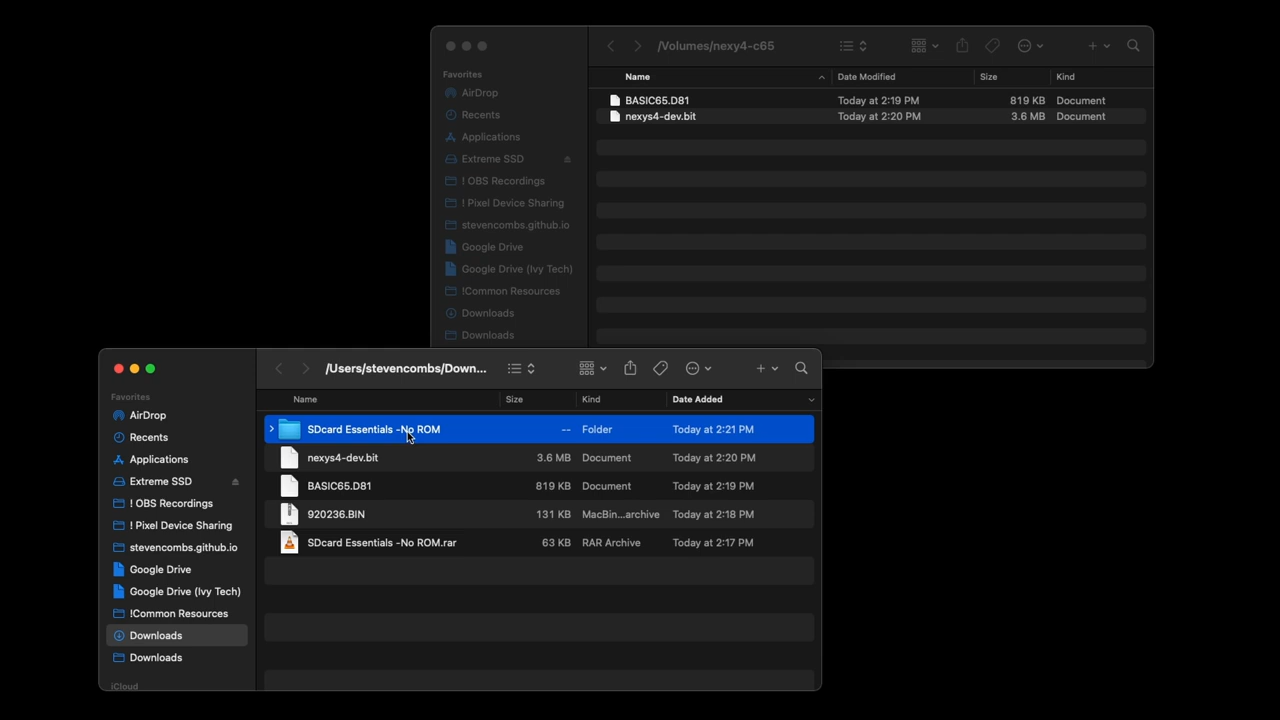 /Volumes/nexy4-c65
Favorites
AirDrop
Recents
Applications
Extreme SSD
! OBS Recordings
! Pixel Device Sharing
stevencombs.github.io
Google Drive
Google Drive (Ivy Tech)
!Common Resources
Downloads
Downloads
Name Date Modified Size Kind
BASIC65.D81 Today at 2:19 PM 819 KB Document
nexys4-dev.bit Today at 2:20 PM 3.6 MB Document
/Users/stevencombs/Down...
Favorites
AirDrop
Recents
Applications
Extreme SSD
! OBS Recordings
! Pixel Device Sharing
stevencombs.github.io
Google Drive
Google Drive (Ivy Tech)
!Common Resources
Downloads
Downloads
iCloud
Name Size Kind Date Added
SDcard Essentials -No ROM -- Folder Today at 2:21 PM
nexys4-dev.bit 3.6 MB Document Today at 2:20 PM
BASIC65.D81 819 KB Document Today at 2:19 PM
920236.BIN 131 KB MacBin...archive Today at 2:18 PM
SDcard Essentials -No ROM.rar 63 KB RAR Archive Today at 2:17 PM